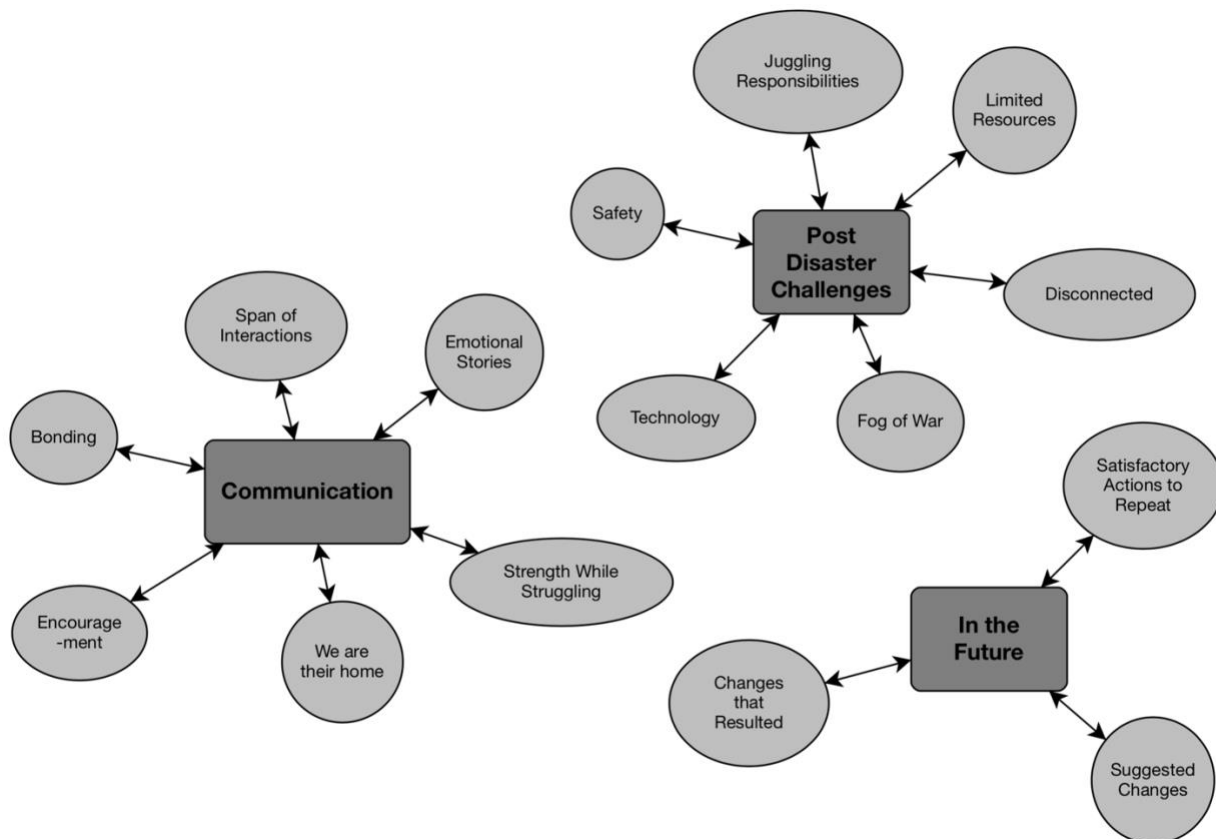 Juggling
Responsibilities
Limited
Resources
Safety
Post
Disaster
Challenges
Disconnected
Technology
Fog of War
Span of
Interactions
Emotional
Stories
Bonding
Communication
Encourage
-ment
We are
their home
Strength While
Struggling
Satisfactory
Actions to
Repeat
In the
Future
Changes
that
Resulted
Suggested
Changes